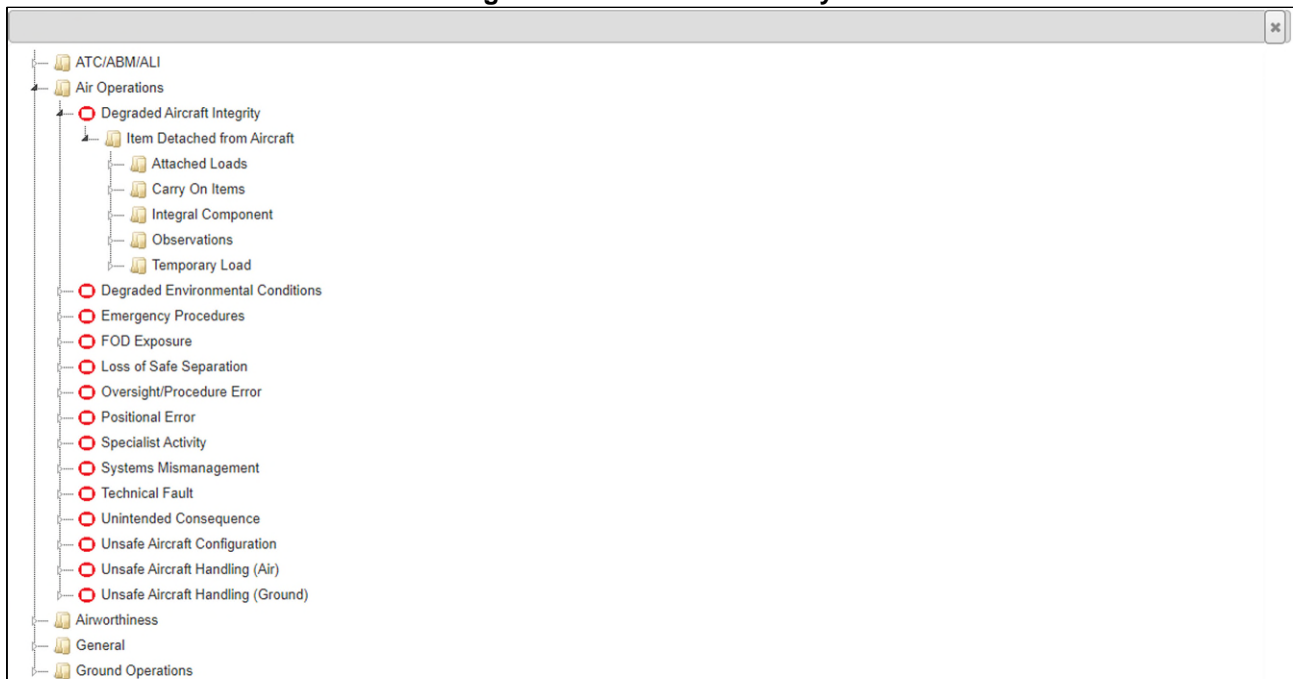 ATC/ABM/ALI
Air Operations
Degraded Aircraft Integrity
Item Detached from Aircraft
Attached Loads
Carry On Items
Integral Component
Observations
Temporary Load
Degraded Environmental Conditions
Emergency Procedures
FOD Exposure
Loss of Safe Separation
Oversight/Procedure Error
Positional Error
Specialist Activity
Systems Mismanagement
Technical Fault
Unintended Consequence
Unsafe Aircraft Configuration
Unsafe Aircraft Handling (Air)
Unsafe Aircraft Handling (Ground)
Airworthiness
General
Ground Operations